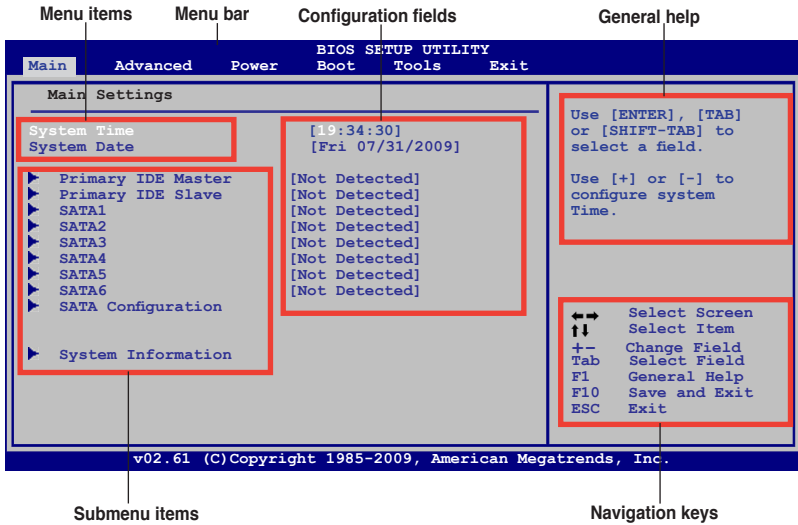 Menu items Menu bar Configuration fields General help
BIOS SETUP UTILITY
Main Advanced Power Boot Tools Exit
Main Settings
System Time [19:34:30]
System Date [Fri 07/31/2009]
Primary IDE Master [Not Detected]
Primary IDE Slave [Not Detected]
SATA1 [Not Detected]
SATA2 [Not Detected]
SATA3 [Not Detected]
SATA4 [Not Detected]
SATA5 [Not Detected]
SATA6 [Not Detected]
SATA Configuration
System Information
Use [ENTER], [TAB]
or [SHIFT-TAB] to
select a field.
Use [+] or [-] to
configure system
Time.
←→ Select Screen
↑↓ Select Item
+- Change Field
Tab Select Field
F1 General Help
F10 Save and Exit
ESC Exit
v02.61 (C)Copyright 1985-2009, American Megatrends, Inc.
Submenu items Navigation keys